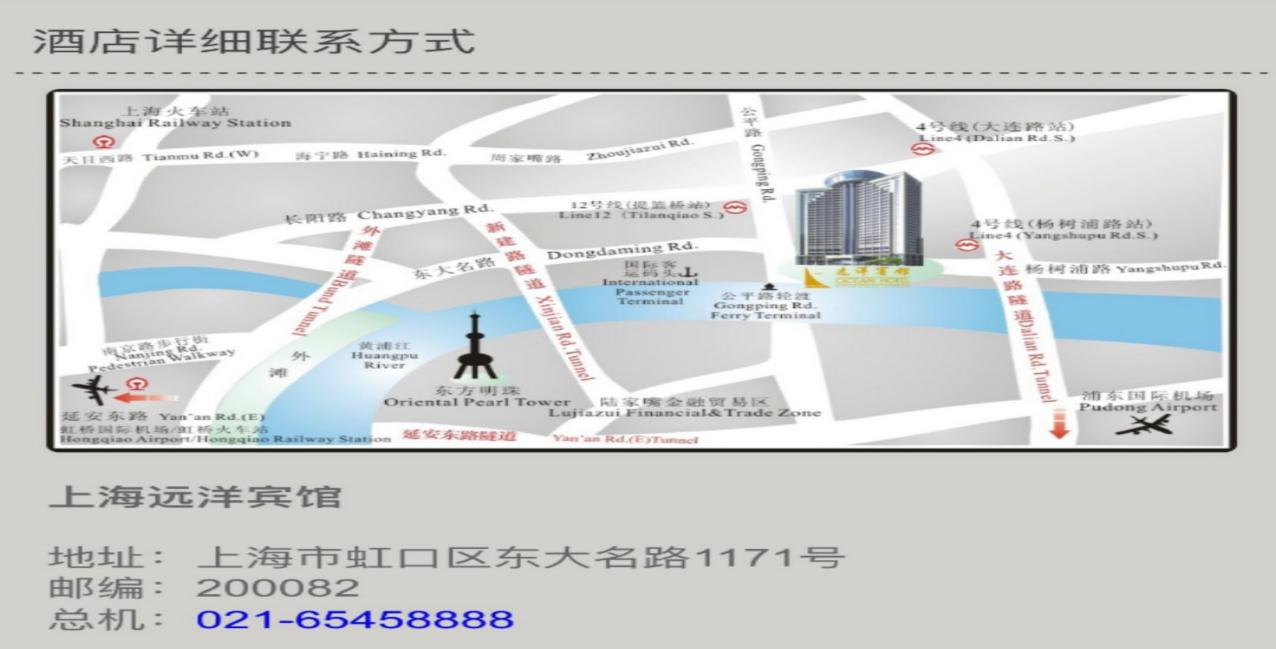 酒店详细联系方式
上海火车站
Shanghai Railway Station
天目西路 Tianmu Rd.(W)
海宁路 Haining Rd.
周家嘴路 Zhoujiazui Rd.
公平路 Gongping Rd.
4号线(大连路站)
Line4 (Dalian Rd.S.)
长阳路 Changyang Rd.
12号线(提篮桥站)
Line12 (Tilanqiao S.)
4号线(杨树浦路站)
Line4 (Yangshupu Rd.S.)
外滩隧道 Bund Tunnel
新建路隧道 Xinjian Rd.Tunnel
东大名路 Dongdaming Rd.
国际客
运码头
International
Passenger
Terminal
远洋宾馆
OCEAN HOTEL
大连路隧道 Dalian Rd.Tunnel
杨树浦路 Yangshupu Rd.
公平路轮渡
Gongping Rd.
Ferry Terminal
南京路步行街
Nanjing Rd.
Pedestrian Walkway
外滩
黄浦江
Huangpu
River
东方明珠
Oriental Pearl Tower
陆家嘴金融贸易区
Lujiazui Financial&Trade Zone
浦东国际机场
Pudong Airport
延安东路 Yan'an Rd.(E)
虹桥国际机场/虹桥火车站
Hongqiao Airport/Hongqiao Railway Station
延安东路隧道 Yan'an Rd.(E)Tunnel
上海远洋宾馆
地址： 上海市虹口区东大名路1171号
邮编： 200082
总机： 021-65458888